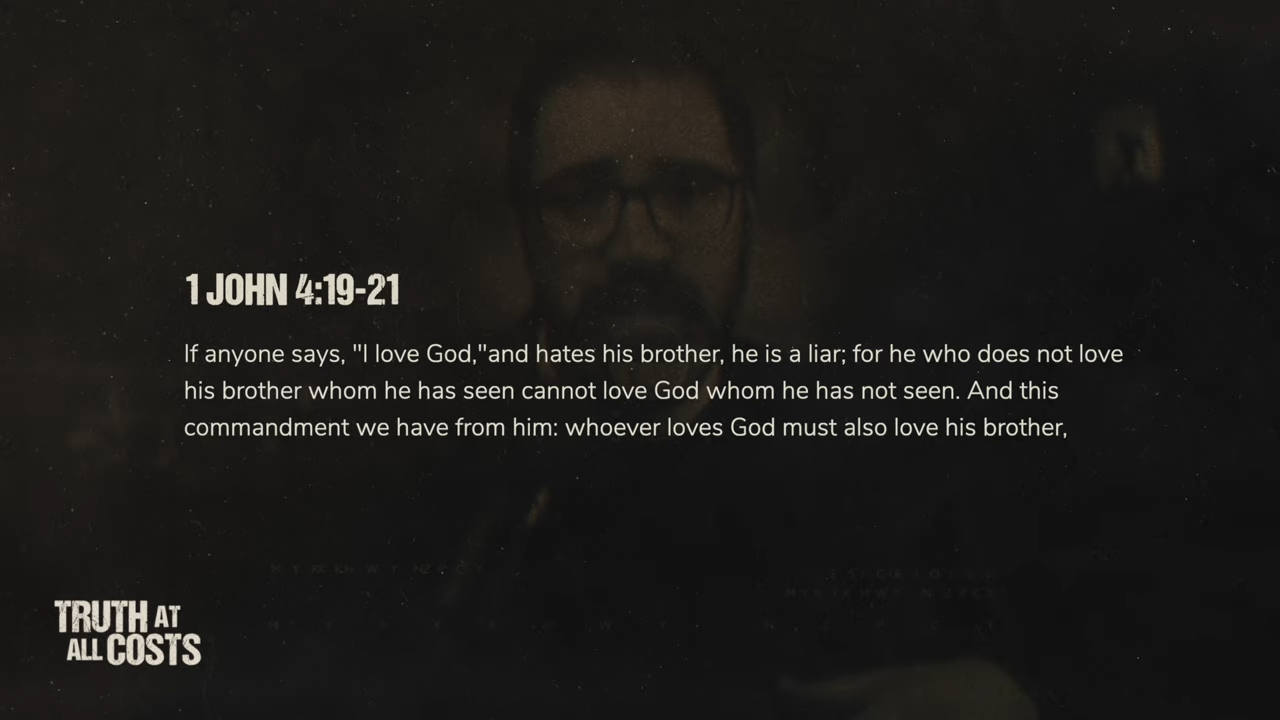 1 JOHN 4:19-21
If anyone says, "I love God,"and hates his brother, he is a liar; for he who does not love
his brother whom he has seen cannot love God whom he has not seen. And this
commandment we have from him: whoever loves God must also love his brother,
TRUTH AT
ALL COSTS